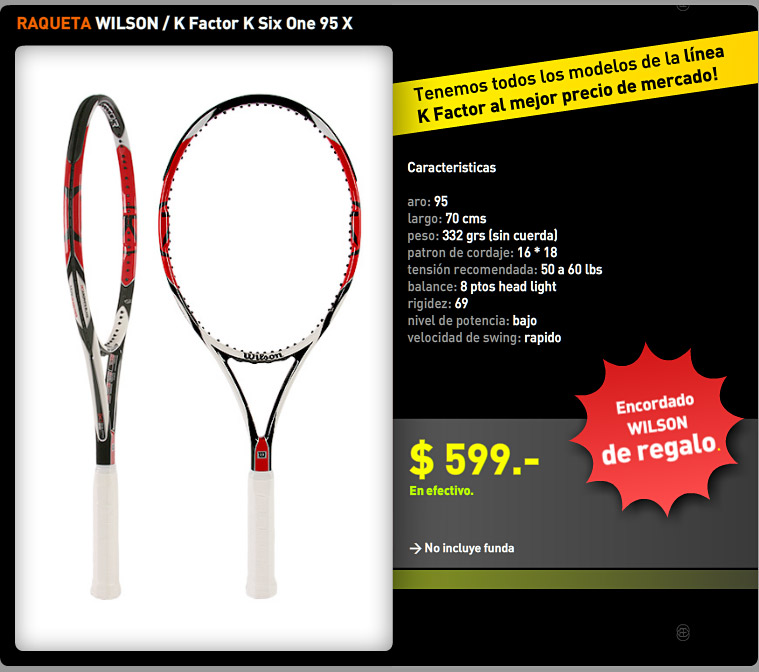 RAQUETA WILSON / K Factor K Six One 95 X
Tenemos todos los modelos de la línea
K Factor al mejor precio de mercado!
Caracteristicas
aro: 95
largo: 70 cms
peso: 332 grs (sin cuerda)
patron de cordaje: 16 * 18
tensión recomendada: 50 a 60 lbs
balance: 8 ptos head light
rigidez: 69
nivel de potencia: bajo
velocidad de swing: rapido
Wilson
Encordado
WILSON
de regalo.
$ 599.-
En efectivo.
→ No incluye funda